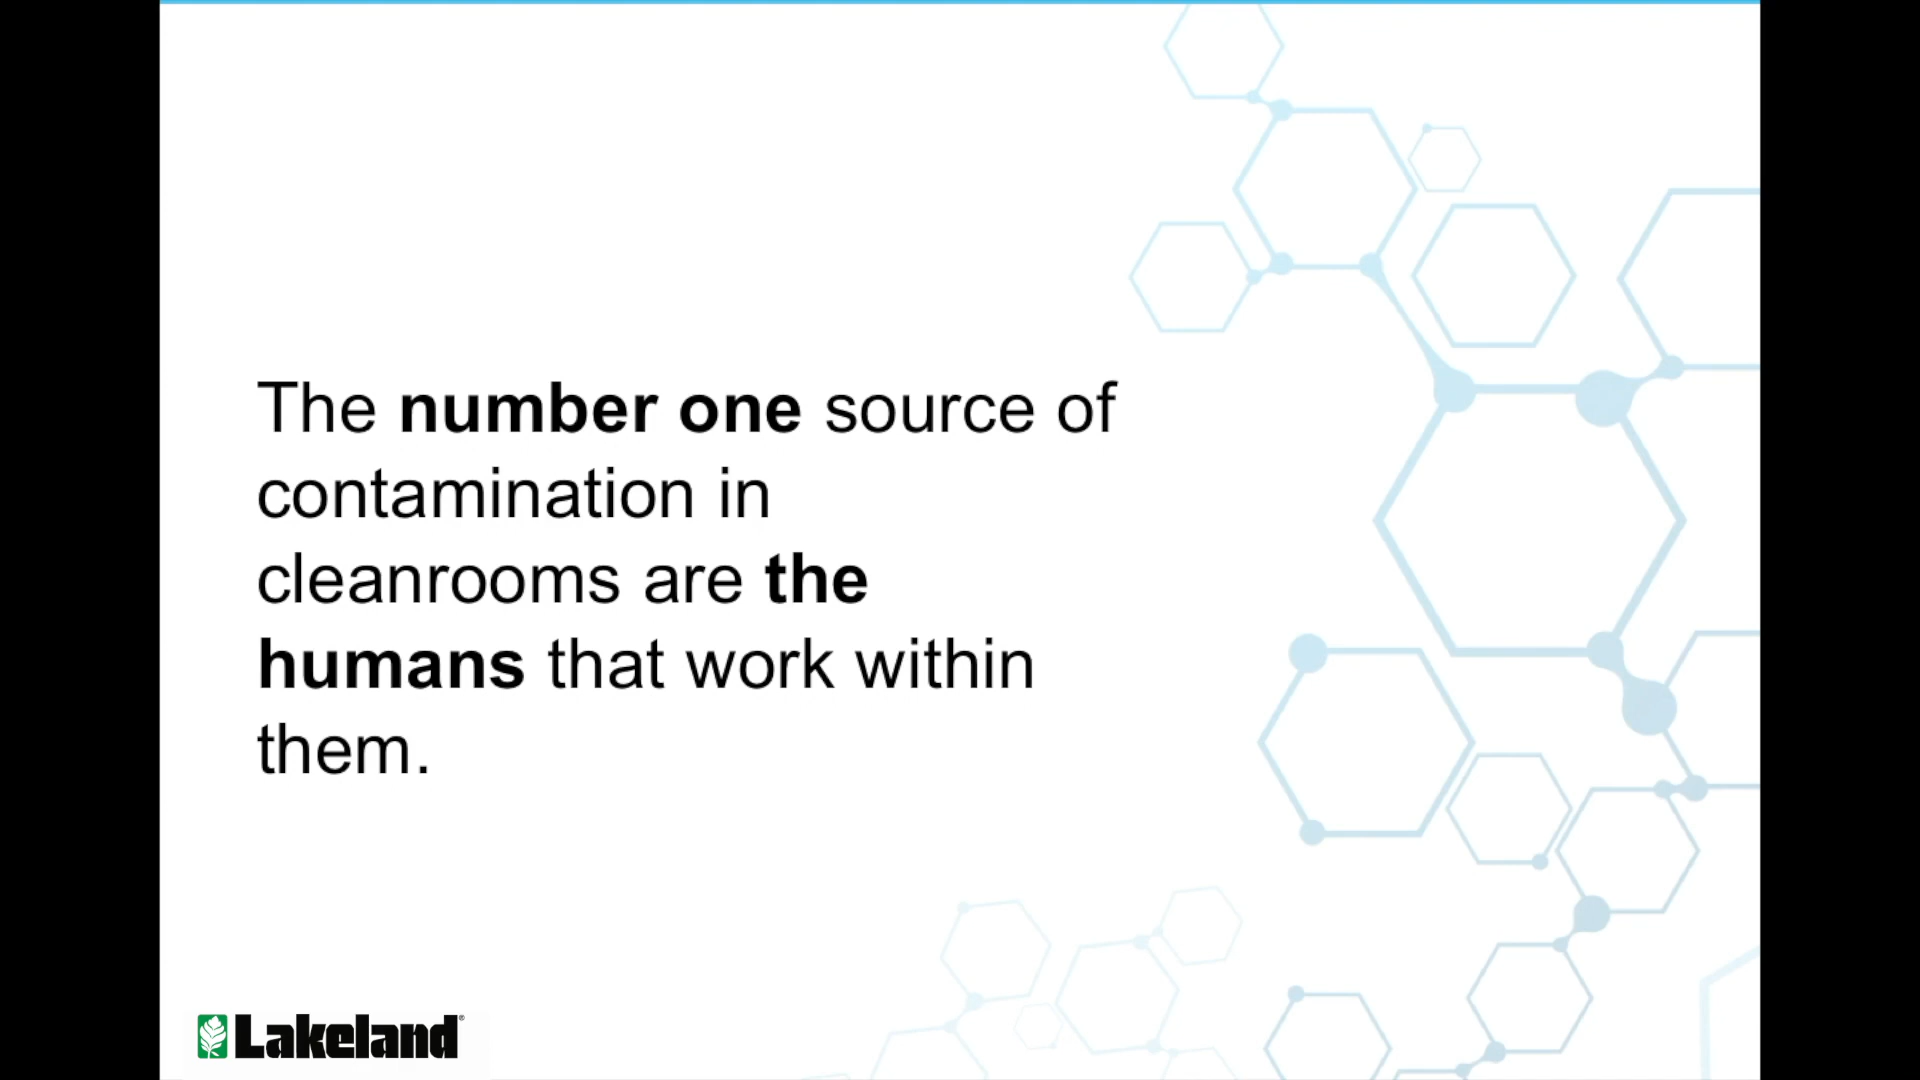 The number one source of
contamination in
cleanrooms are the
humans that work within
them.
Lakeland®